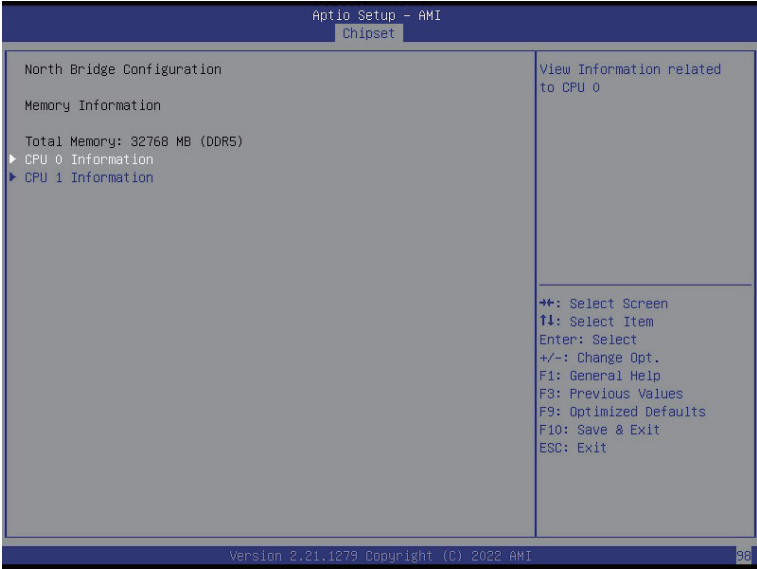 Aptio Setup – AMI
Chipset
North Bridge Configuration
Memory Information
Total Memory: 32768 MB (DDR5)
CPU 0 Information
CPU 1 Information
View Information related
to CPU 0
→←: Select Screen
↑↓: Select Item
Enter: Select
+/-: Change Opt.
F1: General Help
F3: Previous Values
F9: Optimized Defaults
F10: Save & Exit
ESC: Exit
Version 2.21.1279 Copyright (C) 2022 AMI
98